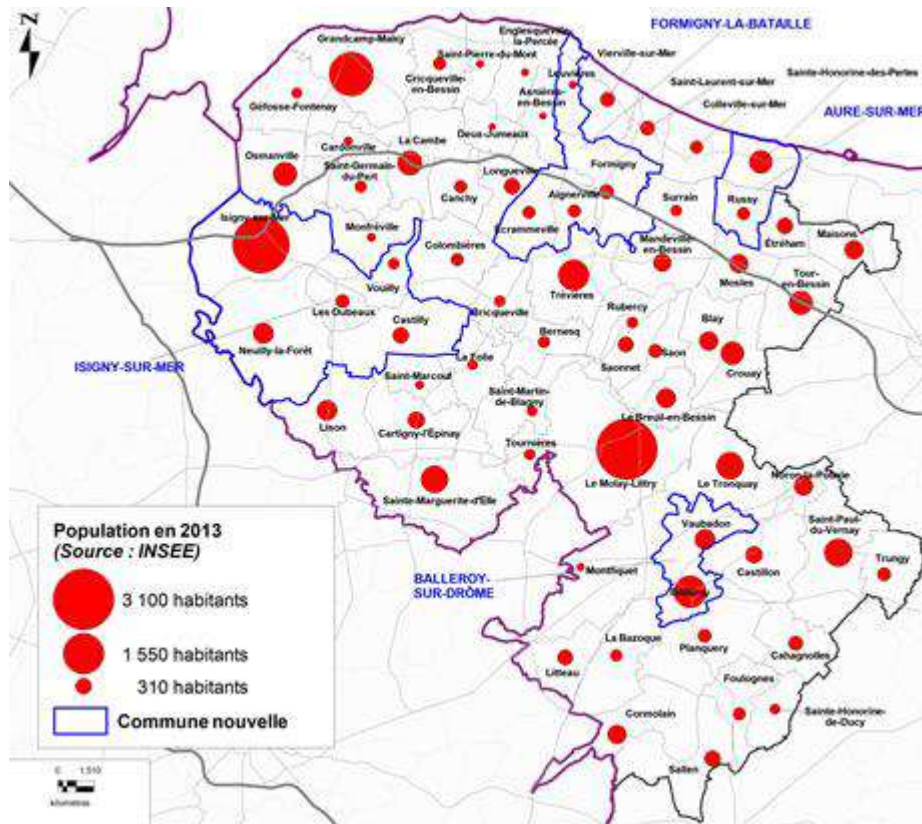 Z
FORMIGNY-LA-BATAILLE
Grandcamp-Maisy
Saint-Pierre-du-Mont
Englesqueville-
la-Percée
Vierville-sur-Mer
Cricqueville-
en-Bessin
Louvières
Saint-Laurent-sur-Mer
Sainte-Honorine-des-Pertes
Géfosse-Fontenay
Asnières-
en-Bessin
Colleville-sur-Mer
AURE-SUR-MER
Deux-Jumeaux
Cardonville
La Cambe
Osmanville
Saint-Germain-
du-Pert
Longueville
Formigny
Canchy
Aignerville
Surrain
Russy
Isigny-sur-Mer
Écrammeville
Monfréville
Colombières
Mandeville-
en-Bessin
Étréham
Maisons
Vouilly
Trévières
Mosles
Tour-
en-Bessin
Les Oubeaux
Bricqueville
Rubercy
Castilly
Bernesq
Blay
Neuilly-la-Forêt
La Folie
Saonnet
Saon
Crouay
ISIGNY-SUR-MER
Saint-Marcouf
Saint-Martin-
de-Blagny
Le Breuil-en-Bessin
Lison
Cartigny-l'Épinay
Tournières
Le Molay-Littry
Le Tronquay
Noron-la-Poterie
Sainte-Marguerite-d'Elle
Vaubadon
Saint-Paul-
du-Vernay
Trungy
Castillon
Montfiquet
BALLEROY-
SUR-DRÔME
Balleroy
La Bazoque
Planquery
Cahagnolles
Litteau
Foulognes
Sainte-Honorine-
de-Ducy
Cormolain
Sallen
Population en 2013
(Source : INSEE)
3 100 habitants
1 550 habitants
310 habitants
Commune nouvelle
0 1,510
kilomètres